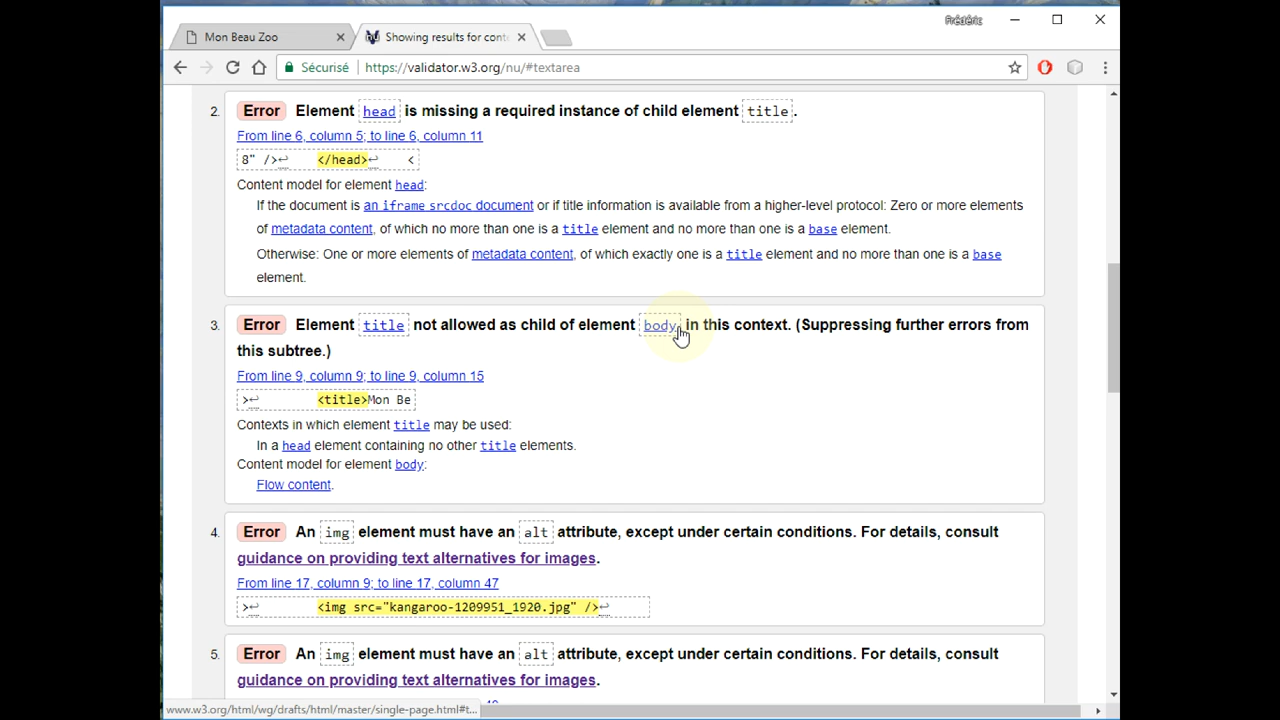 Frédéric
Mon Beau Zoo
Showing results for cont
Sécurisé
https://validator.w3.org/nu/#textarea
2. Error Element head is missing a required instance of child element title.
From line 6, column 5; to line 6, column 11
8" />↩ </head>↩ <
Content model for element head:
If the document is an iframe srcdoc document or if title information is available from a higher-level protocol: Zero or more elements
of metadata content, of which no more than one is a title element and no more than one is a base element.
Otherwise: One or more elements of metadata content, of which exactly one is a title element and no more than one is a base
element.
3. Error Element title not allowed as child of element body in this context. (Suppressing further errors from
this subtree.)
From line 9, column 9; to line 9, column 15
>↩ <title>Mon Be
Contexts in which element title may be used:
In a head element containing no other title elements.
Content model for element body:
Flow content.
4. Error An img element must have an alt attribute, except under certain conditions. For details, consult
guidance on providing text alternatives for images.
From line 17, column 9; to line 17, column 47
>↩ <img src="kangaroo-1209951_1920.jpg" />↩
5. Error An img element must have an alt attribute, except under certain conditions. For details, consult
guidance on providing text alternatives for images.
www.w3.org/html/wg/drafts/html/master/single-page.html#t...